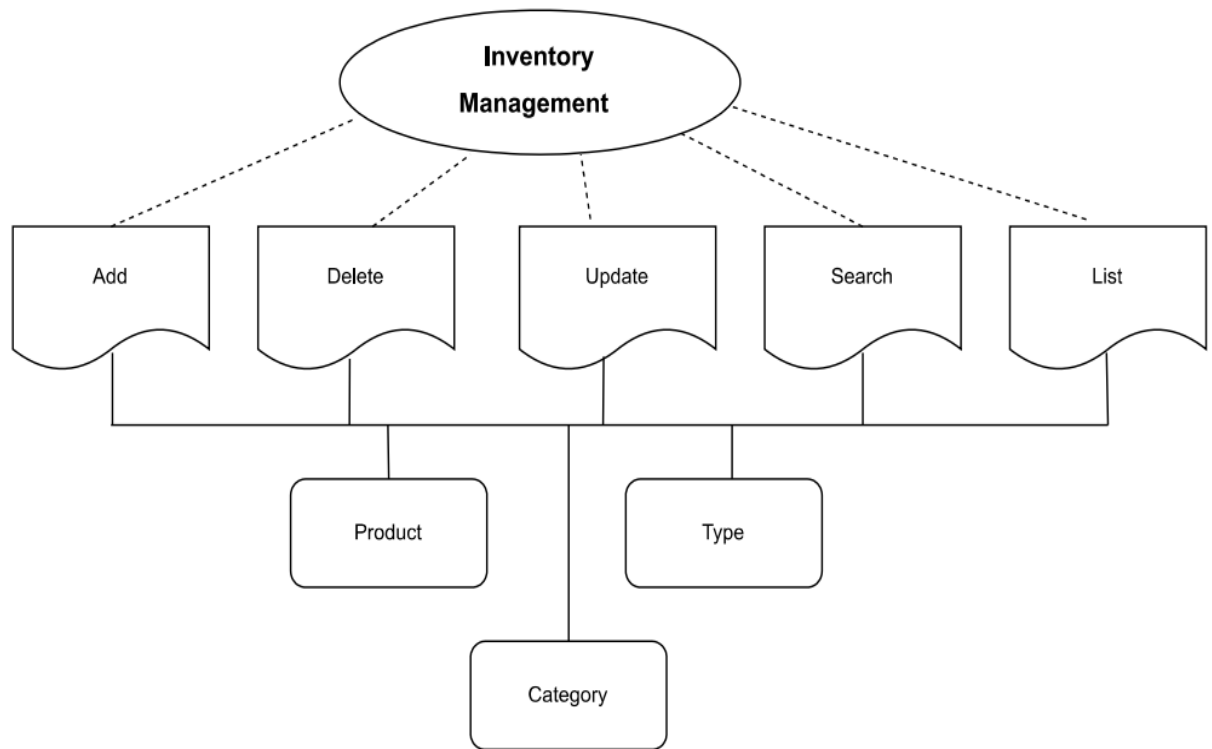 Inventory
Management
Add
Delete
Update
Search
List
Product
Type
Category